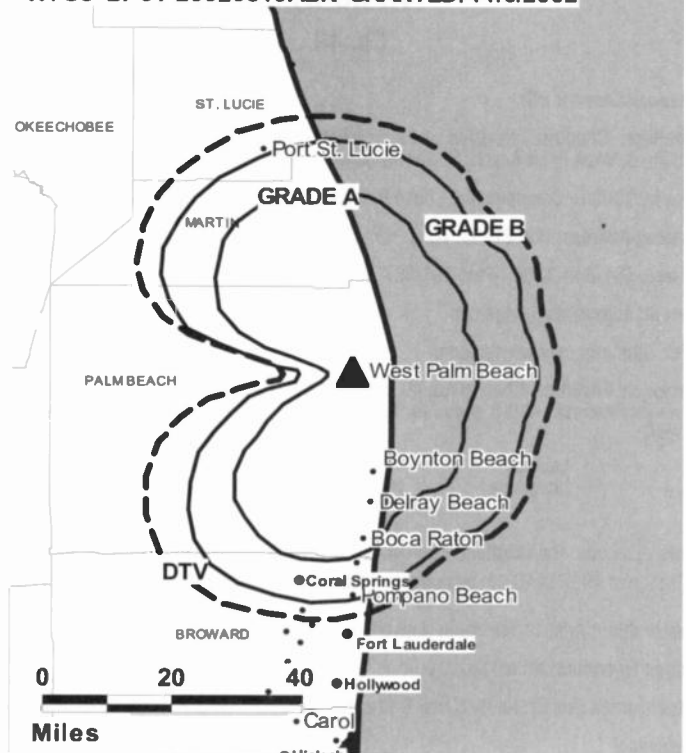 ST. LUCIE
OKEECHOBEE
Port St. Lucie
GRADE A
MARTIN
GRADE B
West Palm Beach
PALM BEACH
Boynton Beach
Delray Beach
Boca Raton
DTV
Coral Springs
Pompano Beach
BROWARD
Fort Lauderdale
0 20 40
Hollywood
Miles
Carol